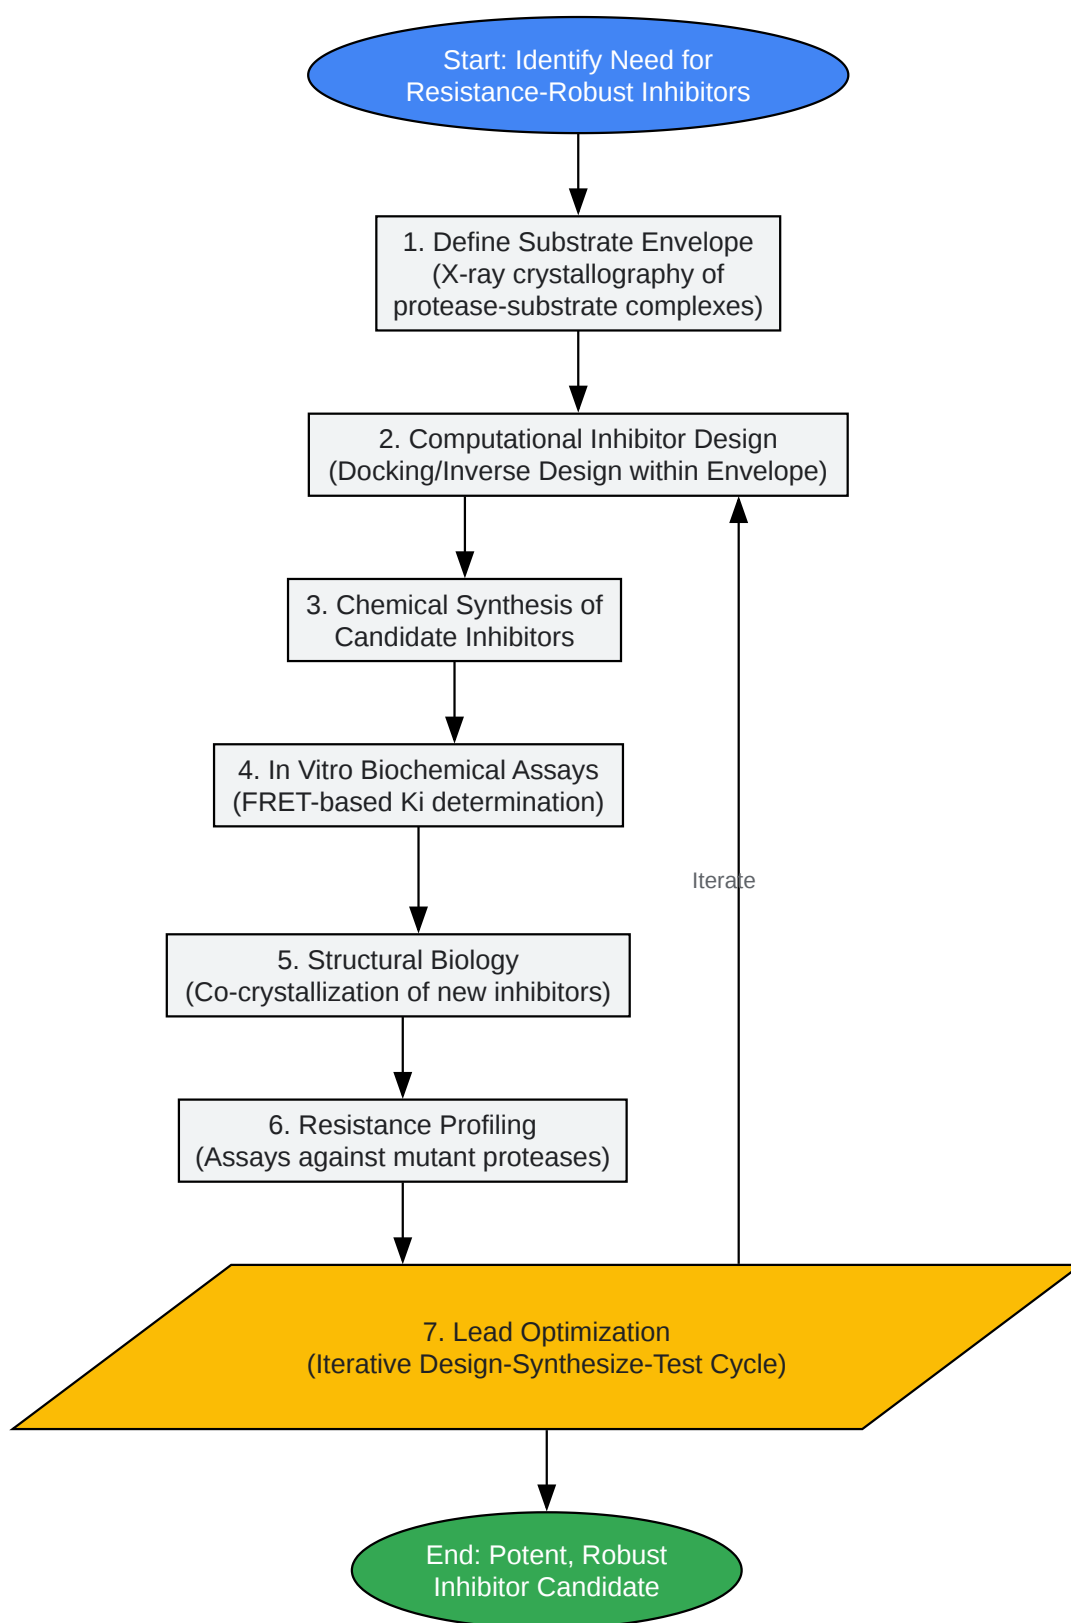 Start: Identify Need for
Resistance-Robust Inhibitors
1. Define Substrate Envelope
(X-ray crystallography of
protease-substrate complexes)
2. Computational Inhibitor Design
(Docking/Inverse Design within Envelope)
3. Chemical Synthesis of
Candidate Inhibitors
4. In Vitro Biochemical Assays
(FRET-based Ki determination)
Iterate
5. Structural Biology
(Co-crystallization of new inhibitors)
6. Resistance Profiling
(Assays against mutant proteases)
7. Lead Optimization
(Iterative Design-Synthesize-Test Cycle)
End: Potent, Robust
Inhibitor Candidate